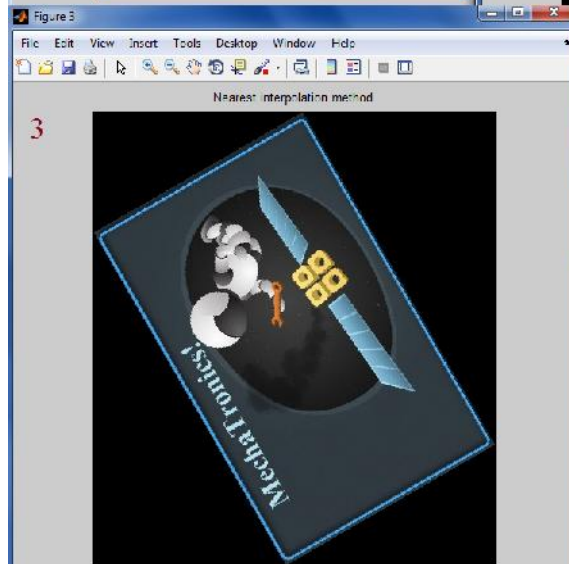 Figure 3
File Edit View Insert Tools Desktop Window Help
Nearest interpolation method
3
MechaTronics!